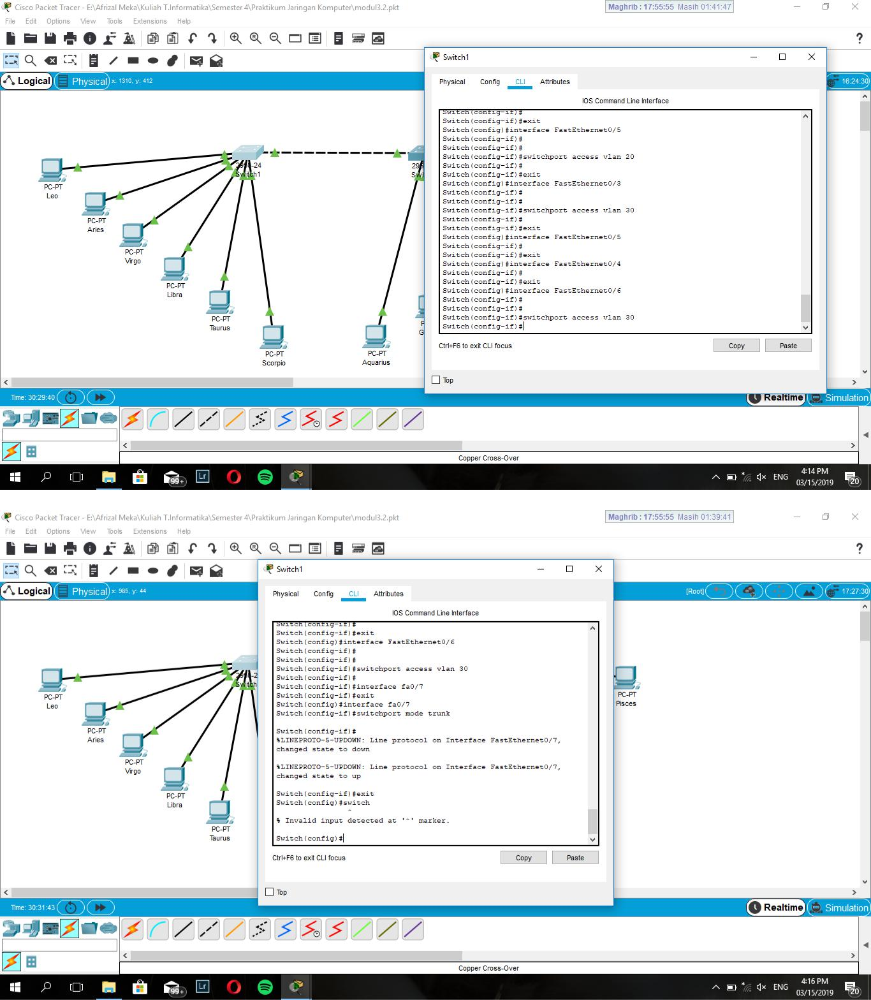 Cisco Packet Tracer - E:\Afrizal Meka\Kuliah T.Informatika\Semester 4\Praktikum Jaringan Komputer\modul3.2.pkt
Maghrib : 17:55:55 Masih 01:41:47
File Edit Options View Tools Extensions Help
?
Switch1
Logical Physical x: 1310, y: 412
16:24:30
Physical Config CLI Attributes
IOS Command Line Interface
Switch(config-if)#
Switch(config-if)#exit
Switch(config)#interface FastEthernet0/5
Switch(config-if)#
Switch(config-if)#
Switch(config-if)#switchport access vlan 20
Switch(config-if)#
Switch(config-if)#exit
Switch(config)#interface FastEthernet0/3
Switch(config-if)#
Switch(config-if)#
Switch(config-if)#switchport access vlan 30
Switch(config-if)#
Switch(config-if)#exit
Switch(config)#interface FastEthernet0/5
Switch(config-if)#
Switch(config-if)#exit
Switch(config)#interface FastEthernet0/4
Switch(config-if)#
Switch(config-if)#exit
Switch(config)#interface FastEthernet0/6
Switch(config-if)#
Switch(config-if)#
Switch(config-if)#switchport access vlan 30
Switch(config-if)#
Ctrl+F6 to exit CLI focus
Copy Paste
Top
2950-24
Switch1
295
Swi
PC-PT
Leo
PC-PT
Aries
PC-PT
Virgo
PC-PT
Libra
PC-PT
Taurus
PC-PT
Scorpio
PC-PT
Aquarius
P
G
Time: 30:29:40
Realtime Simulation
Copper Cross-Over
99+
Lr
ENG
4:14 PM
03/15/2019
20
Cisco Packet Tracer - E:\Afrizal Meka\Kuliah T.Informatika\Semester 4\Praktikum Jaringan Komputer\modul3.2.pkt
Maghrib : 17:55:55 Masih 01:39:41
File Edit Options View Tools Extensions Help
?
Switch1
Logical Physical x: 985, y: 44
[Root]
17:27:30
Physical Config CLI Attributes
IOS Command Line Interface
Switch(config-if)#
Switch(config-if)#exit
Switch(config)#interface FastEthernet0/6
Switch(config-if)#
Switch(config-if)#
Switch(config-if)#switchport access vlan 30
Switch(config-if)#
Switch(config-if)#interface fa0/7
Switch(config-if)#exit
Switch(config)#interface fa0/7
Switch(config-if)#switchport mode trunk
Switch(config-if)#
%LINEPROTO-5-UPDOWN: Line protocol on Interface FastEthernet0/7,
changed state to down
%LINEPROTO-5-UPDOWN: Line protocol on Interface FastEthernet0/7,
changed state to up
Switch(config-if)#exit
Switch(config)#switch
^
% Invalid input detected at '^' marker.
Switch(config)#
Ctrl+F6 to exit CLI focus
Copy Paste
Top
2950-2
Switch
PC-PT
Leo
PC-PT
Aries
PC-PT
Virgo
PC-PT
Libra
PC-PT
Taurus
PC-PT
Pisces
Time: 30:31:43
Realtime Simulation
Copper Cross-Over
99+
Lr
ENG
4:16 PM
03/15/2019
20